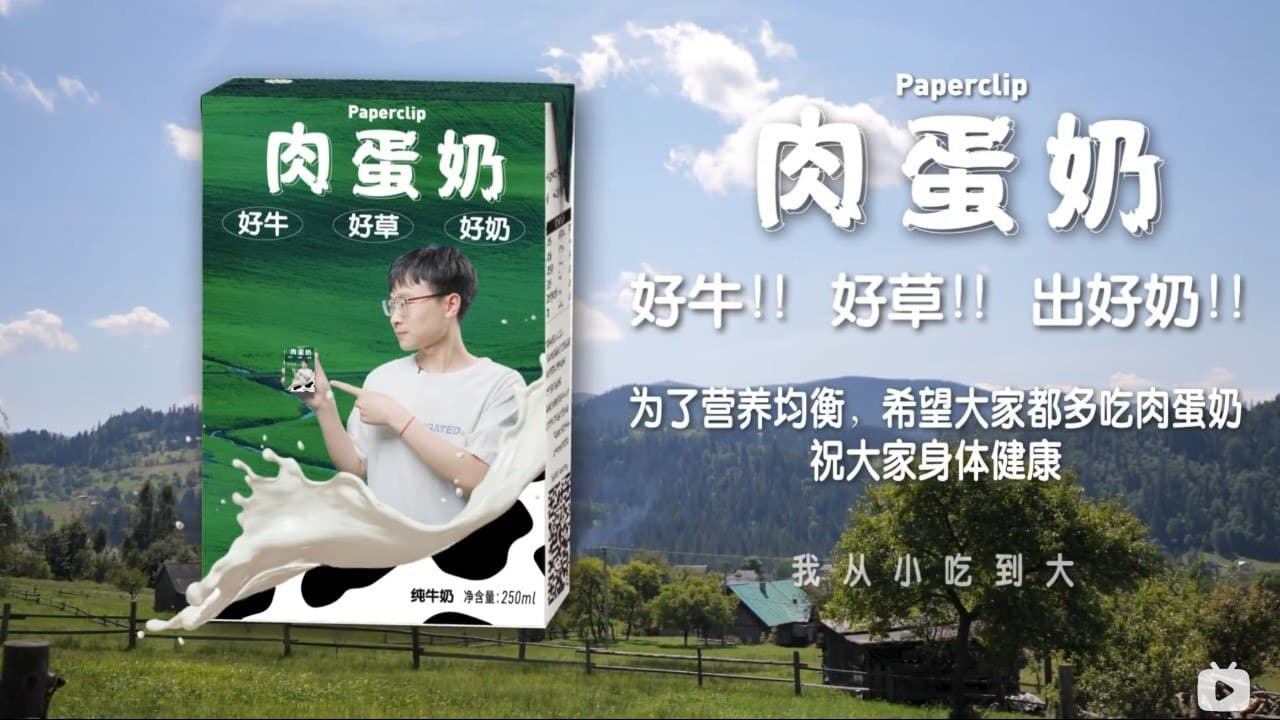 Paperclip
肉蛋奶
好牛 好草 好奶
肉蛋奶
纯牛奶 净含量:250ml
Paperclip
肉蛋奶
好牛!! 好草!! 出好奶!!
为了营养均衡，希望大家都多吃肉蛋奶
祝大家身体健康
我从小吃到大